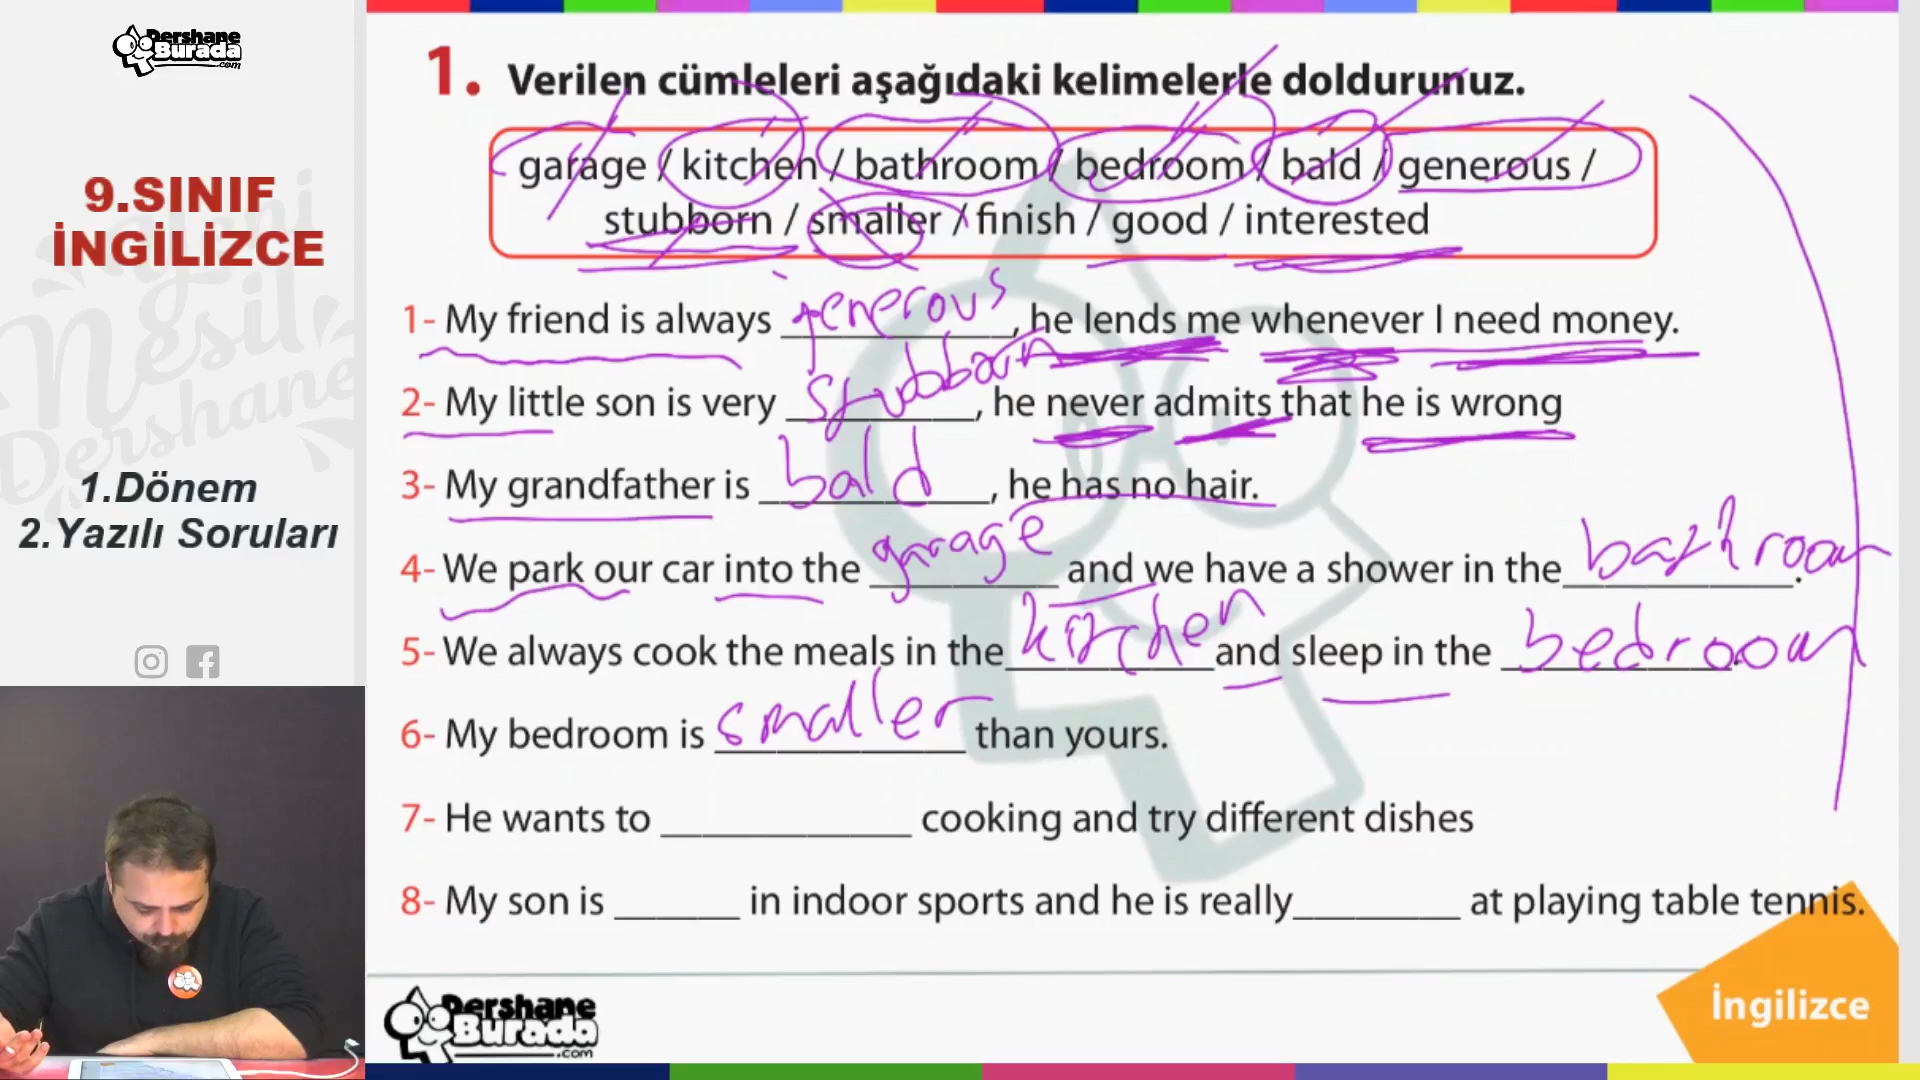 Dershane
Burada
.com
9.SINIF
İNGİLİZCE
1.Dönem
2.Yazılı Soruları
Yeni
Nesil
Dershane
1. Verilen cümleleri aşağıdaki kelimelerle doldurunuz.
garage / kitchen / bathroom / bedroom / bald / generous /
stubborn / smaller / finish / good / interested
1- My friend is always generous, he lends me whenever I need money.
2- My little son is very stubborn, he never admits that he is wrong
3- My grandfather is bald, he has no hair.
4- We park our car into the garage and we have a shower in the bathroom.
5- We always cook the meals in the kitchen and sleep in the bedroom.
6- My bedroom is smaller than yours.
7- He wants to ____________ cooking and try different dishes
8- My son is ______ in indoor sports and he is really________ at playing table tennis.
Dershane
Burada
.com
İngilizce